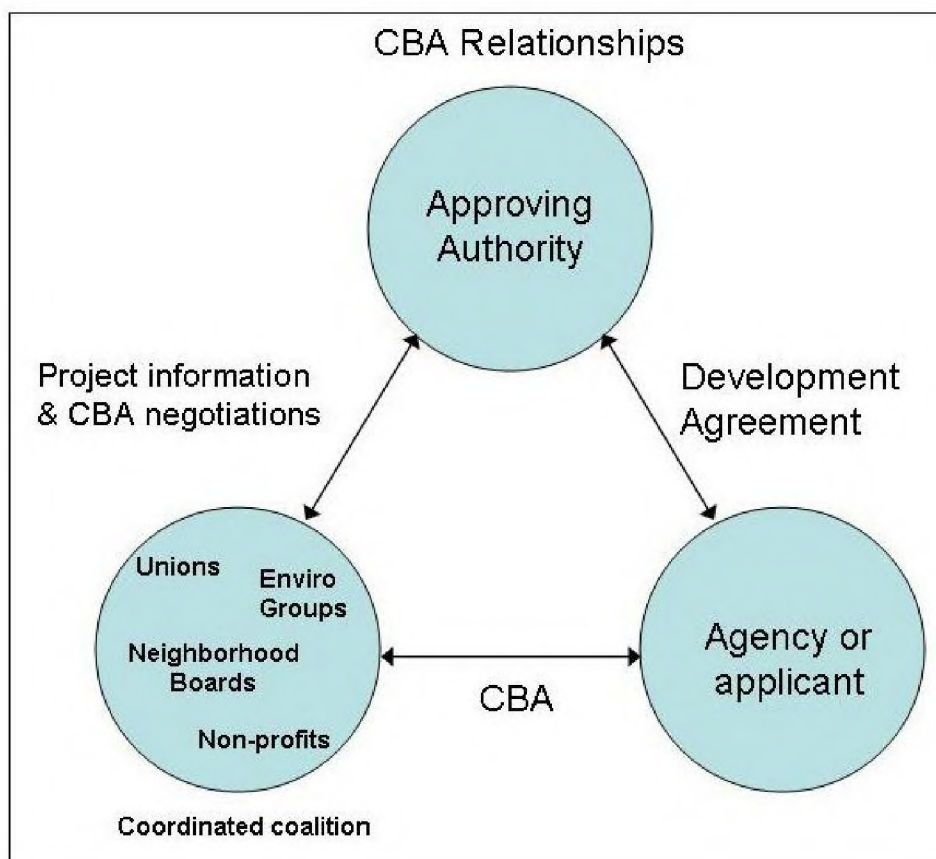 CBA Relationships
Approving
Authority
Project information
& CBA negotiations
Development
Agreement
Unions
Enviro
Groups
Neighborhood
Boards
Non-profits
Coordinated coalition
CBA
Agency or
applicant